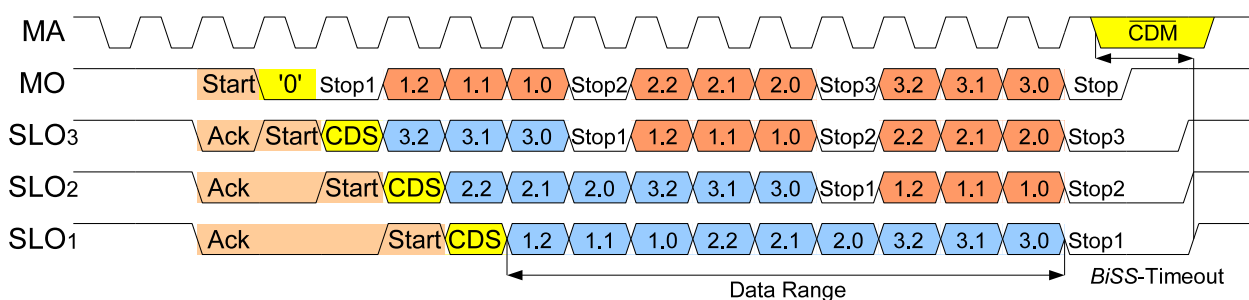 MA CDM
MO Start '0' Stop1 1.2 1.1 1.0 Stop2 2.2 2.1 2.0 Stop3 3.2 3.1 3.0 Stop
SLO3 Ack Start CDS 3.2 3.1 3.0 Stop1 1.2 1.1 1.0 Stop2 2.2 2.1 2.0 Stop3
SLO2 Ack Start CDS 2.2 2.1 2.0 3.2 3.1 3.0 Stop1 1.2 1.1 1.0 Stop2
SLO1 Ack Start CDS 1.2 1.1 1.0 2.2 2.1 2.0 3.2 3.1 3.0 Stop1
Data Range BiSS-Timeout